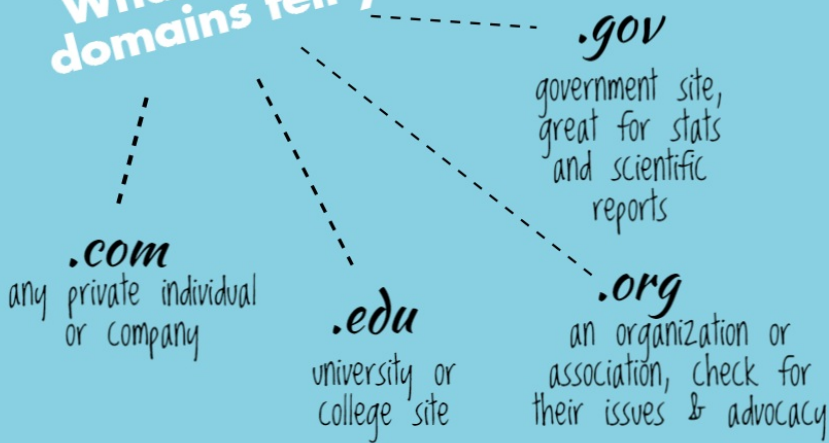 domains tell
.gov
government site,
great for stats
and scientific
reports
.com
any private individual
or company
.edu
university or
college site
.org
an organization or
association, check for
their issues & advocacy